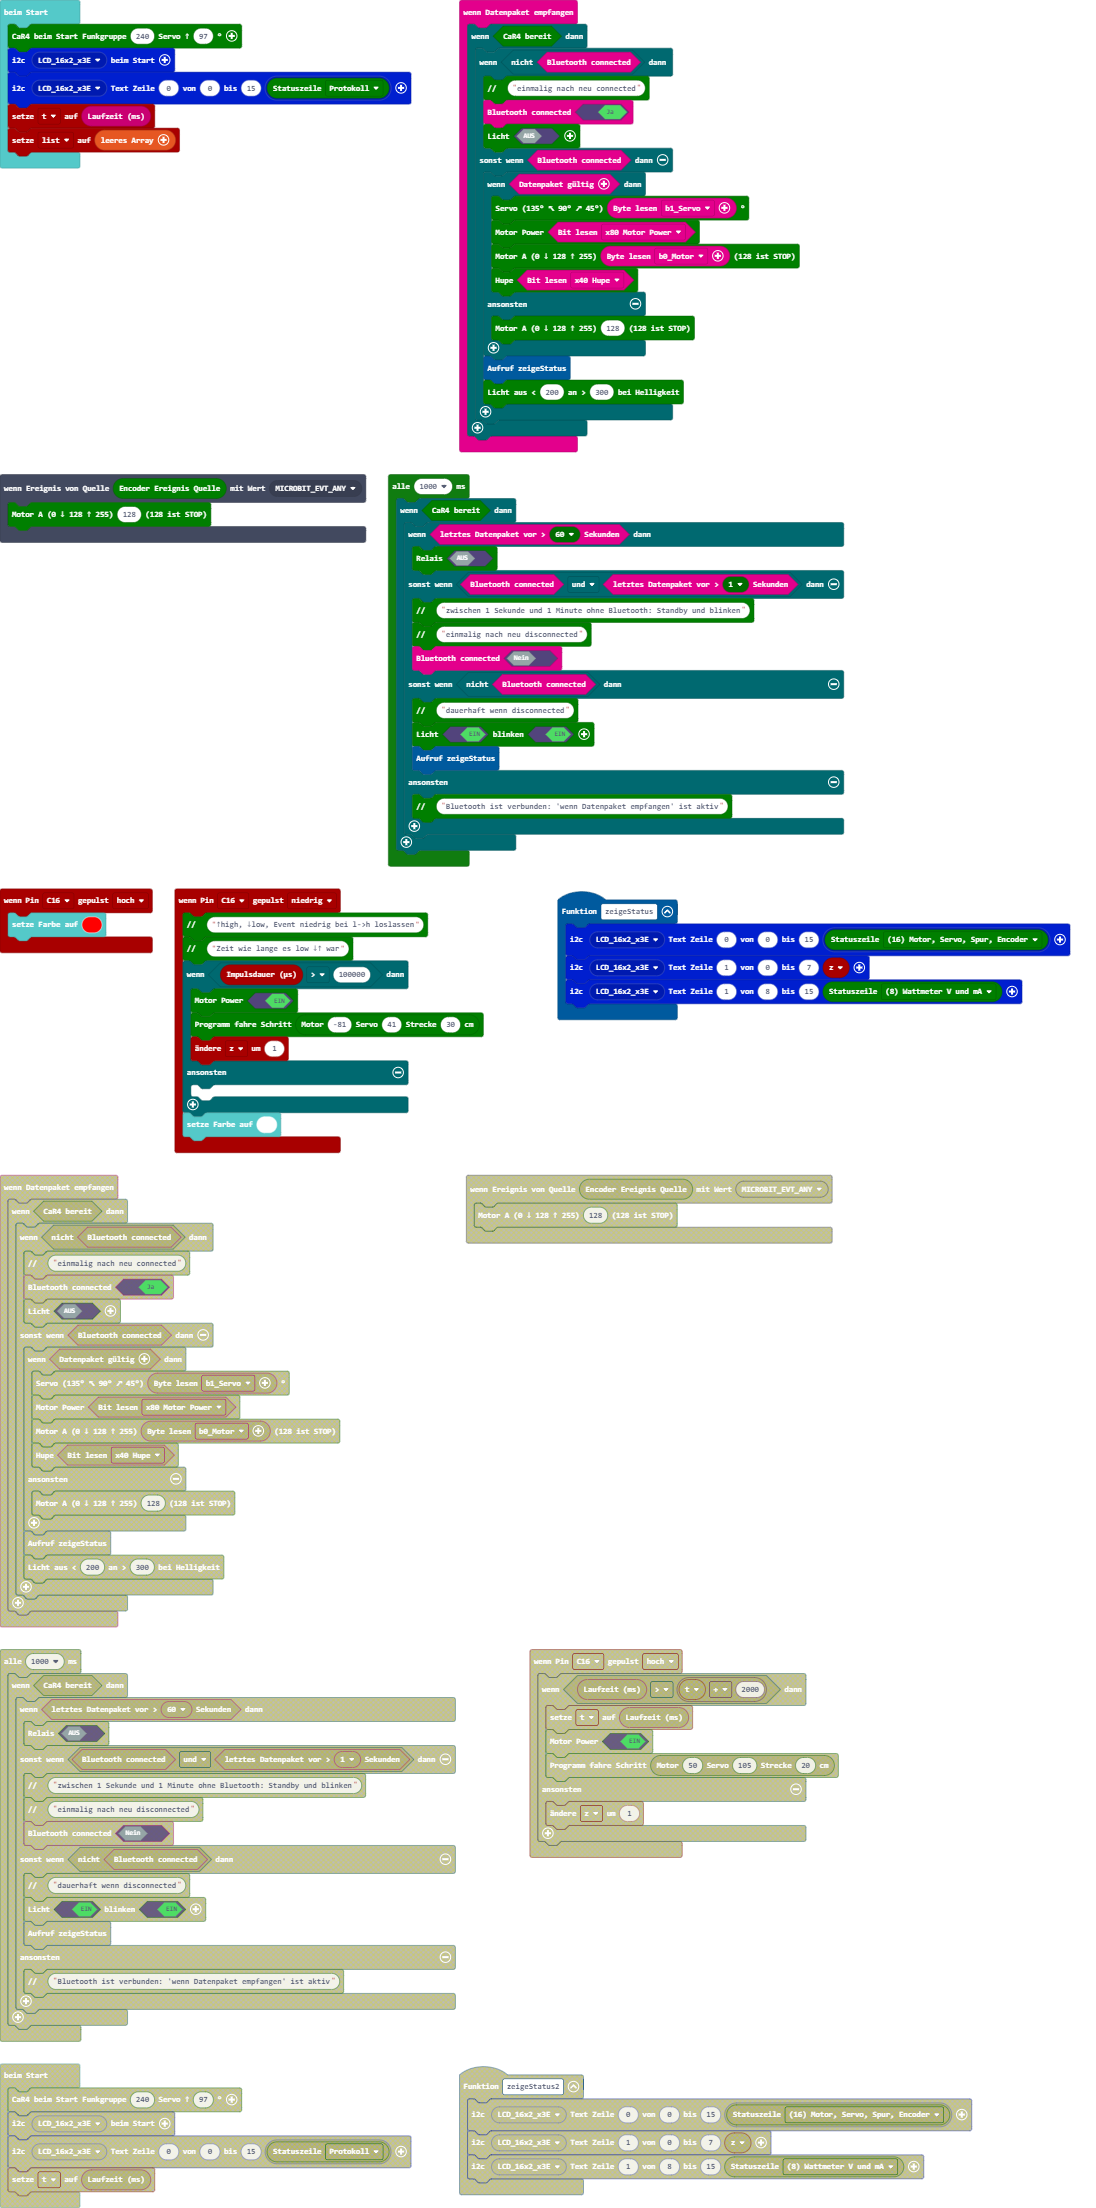 beim Start
CaR4 beim Start Funkgruppe 240 Servo ↑ 97 °
i2c LCD_16x2_x3E beim Start
i2c LCD_16x2_x3E Text Zeile 0 von 0 bis 15 Statuszeile Protokoll
setze t auf Laufzeit (ms)
setze list auf leeres Array
wenn Datenpaket empfangen
wenn CaR4 bereit dann
wenn nicht Bluetooth connected dann
// "einmalig nach neu connected"
Bluetooth connected Ja
Licht AUS
sonst wenn Bluetooth connected dann
wenn Datenpaket gültig dann
Servo (135° ↖ 90° ↗ 45°) Byte lesen b1_Servo °
Motor Power Bit lesen x80 Motor Power
Motor A (0 ↓ 128 ↑ 255) Byte lesen b0_Motor (128 ist STOP)
Hupe Bit lesen x40 Hupe
ansonsten
Motor A (0 ↓ 128 ↑ 255) 128 (128 ist STOP)
Aufruf zeigeStatus
Licht aus < 200 an > 300 bei Helligkeit
wenn Ereignis von Quelle Encoder Ereignis Quelle mit Wert MICROBIT_EVT_ANY
Motor A (0 ↓ 128 ↑ 255) 128 (128 ist STOP)
alle 1000 ms
wenn CaR4 bereit dann
wenn letztes Datenpaket vor > 60 Sekunden dann
Relais AUS
sonst wenn Bluetooth connected und letztes Datenpaket vor > 1 Sekunden dann
// "zwischen 1 Sekunde und 1 Minute ohne Bluetooth: Standby und blinken"
// "einmalig nach neu disconnected"
Bluetooth connected Nein
sonst wenn nicht Bluetooth connected dann
// "dauerhaft wenn disconnected"
Licht EIN blinken EIN
Aufruf zeigeStatus
ansonsten
// "Bluetooth ist verbunden: 'wenn Datenpaket empfangen' ist aktiv"
wenn Pin C16 gepulst hoch
setze Farbe auf
wenn Pin C16 gepulst niedrig
// "↑high, ↓low, Event niedrig bei l->h loslassen"
// "Zeit wie lange es low ↓↑ war"
wenn Impulsdauer (µs) > 100000 dann
Motor Power EIN
Programm fahre Schritt Motor -81 Servo 41 Strecke 30 cm
ändere z um 1
ansonsten
setze Farbe auf
Funktion zeigeStatus
i2c LCD_16x2_x3E Text Zeile 0 von 0 bis 15 Statuszeile (16) Motor, Servo, Spur, Encoder
i2c LCD_16x2_x3E Text Zeile 1 von 0 bis 7 z
i2c LCD_16x2_x3E Text Zeile 1 von 8 bis 15 Statuszeile (8) Wattmeter V und mA
wenn Datenpaket empfangen
wenn CaR4 bereit dann
wenn nicht Bluetooth connected dann
// "einmalig nach neu connected"
Bluetooth connected Ja
Licht AUS
sonst wenn Bluetooth connected dann
wenn Datenpaket gültig dann
Servo (135° ↖ 90° ↗ 45°) Byte lesen b1_Servo °
Motor Power Bit lesen x80 Motor Power
Motor A (0 ↓ 128 ↑ 255) Byte lesen b0_Motor (128 ist STOP)
Hupe Bit lesen x40 Hupe
ansonsten
Motor A (0 ↓ 128 ↑ 255) 128 (128 ist STOP)
Aufruf zeigeStatus
Licht aus < 200 an > 300 bei Helligkeit
wenn Ereignis von Quelle Encoder Ereignis Quelle mit Wert MICROBIT_EVT_ANY
Motor A (0 ↓ 128 ↑ 255) 128 (128 ist STOP)
alle 1000 ms
wenn CaR4 bereit dann
wenn letztes Datenpaket vor > 60 Sekunden dann
Relais AUS
sonst wenn Bluetooth connected und letztes Datenpaket vor > 1 Sekunden dann
// "zwischen 1 Sekunde und 1 Minute ohne Bluetooth: Standby und blinken"
// "einmalig nach neu disconnected"
Bluetooth connected Nein
sonst wenn nicht Bluetooth connected dann
// "dauerhaft wenn disconnected"
Licht EIN blinken EIN
Aufruf zeigeStatus
ansonsten
// "Bluetooth ist verbunden: 'wenn Datenpaket empfangen' ist aktiv"
wenn Pin C16 gepulst hoch
wenn Laufzeit (ms) > t + 2000 dann
setze t auf Laufzeit (ms)
Motor Power EIN
Programm fahre Schritt Motor 50 Servo 105 Strecke 20 cm
ansonsten
ändere z um 1
beim Start
CaR4 beim Start Funkgruppe 240 Servo ↑ 97 °
i2c LCD_16x2_x3E beim Start
i2c LCD_16x2_x3E Text Zeile 0 von 0 bis 15 Statuszeile Protokoll
setze t auf Laufzeit (ms)
Funktion zeigeStatus2
i2c LCD_16x2_x3E Text Zeile 0 von 0 bis 15 Statuszeile (16) Motor, Servo, Spur, Encoder
i2c LCD_16x2_x3E Text Zeile 1 von 0 bis 7 z
i2c LCD_16x2_x3E Text Zeile 1 von 8 bis 15 Statuszeile (8) Wattmeter V und mA